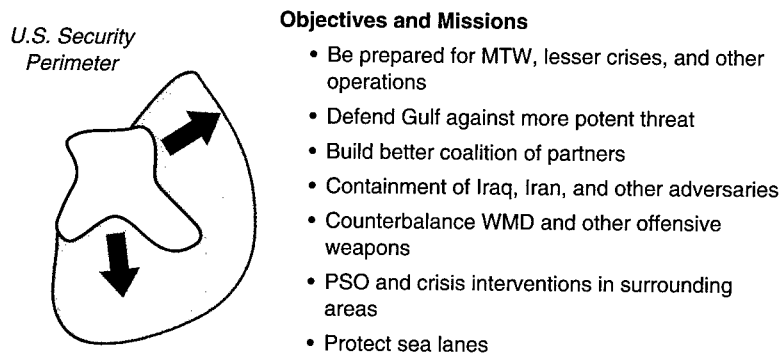 U.S. Security
Perimeter
Objectives and Missions
• Be prepared for MTW, lesser crises, and other
operations
• Defend Gulf against more potent threat
• Build better coalition of partners
• Containment of Iraq, Iran, and other adversaries
• Counterbalance WMD and other offensive
weapons
• PSO and crisis interventions in surrounding
areas
• Protect sea lanes